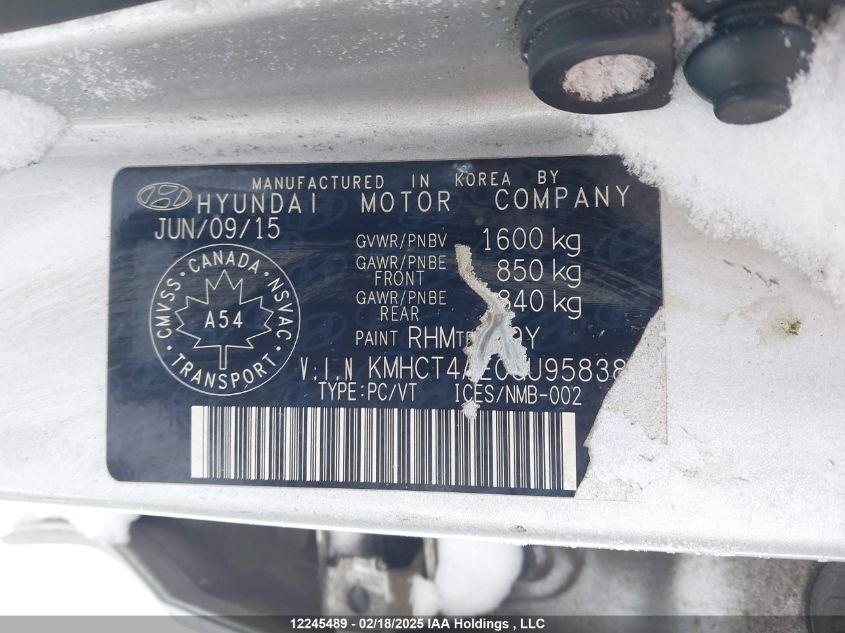 MANUFACTURED IN KOREA BY
HYUNDAI MOTOR COMPANY
JUN/09/15
GVWR/PNBV 1600 kg
GAWR/PNBE FRONT 850 kg
GAWR/PNBE REAR 840 kg
CANADA
CMVSS
NSVAC
A54
TRANSPORT
PAINT RHM
V.I.N
TYPE:PC/VT ICES/NMB-002
12245489 - 02/18/2025 IAA Holdings , LLC